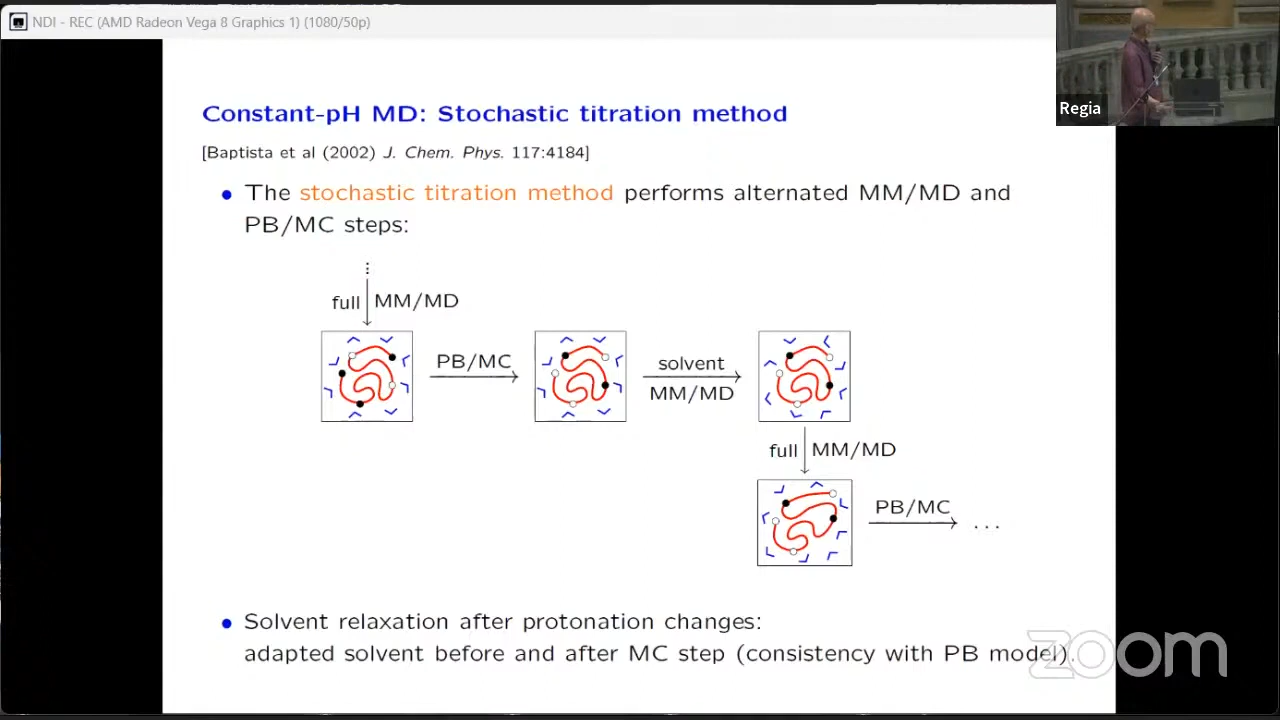 NDI - REC (AMD Radeon Vega 8 Graphics 1) (1080/50p)
Regia
Constant-pH MD: Stochastic titration method
[Baptista et al (2002) J. Chem. Phys. 117:4184]
• The stochastic titration method performs alternated MM/MD and
PB/MC steps:
⋮
full MM/MD
PB/MC
solvent
MM/MD
full MM/MD
PB/MC
...
• Solvent relaxation after protonation changes:
adapted solvent before and after MC step (consistency with PB model).
zoom